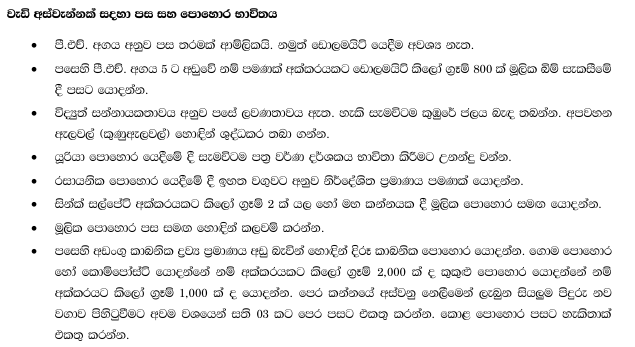 වැඩි අස්වැන්නක් සඳහා පස සහ පොහොර භාවිතය
• පී.එච්. අගය අනුව පස තරමක් ආම්ලිකයි. නමුත් ඩොලමයිට් යෙදීම අවශ්‍ය නැත.
• පසෙහි පී.එච්. අගය 5 ට අඩුවේ නම් පමණක් අක්කරයකට ඩොලමයිට් කිලෝ ග්‍රෑම් 800 ක් මූලික බිම් සැකසීමේ
දී පසට යොදන්න.
• විද්‍යුත් සන්නායකතාවය අනුව පසේ ලවණතාවය ඇත. හැකි සැමවිටම කුඹුරේ ජලය බැඳ තබන්න. අපවහන
ඇලවල් (කුණුඇලවල්) හොඳින් ශුද්ධකර තබා ගන්න.
• යූරියා පොහොර යෙදීමේ දී සැමවිටම පත්‍ර වර්ණ දර්ශකය භාවිතා කිරීමට උනන්දු වන්න.
• රසායනික පොහොර යෙදීමේ දී ඉහත වගුවට අනුව නිර්දේශිත ප්‍රමාණය පමණක් යොදන්න.
• සින්ක් සල්පේට් අක්කරයකට කිලෝ ග්‍රෑම් 2 ක් යල හෝ මහ කන්නයක දී මූලික පොහොර සමඟ යොදන්න.
• මූලික පොහොර පස සමඟ හොඳින් කලවම් කරන්න.
• පසෙහි අඩංගු කාබනික ද්‍රව්‍ය ප්‍රමාණය අඩු බැවින් හොඳින් දිරූ කාබනික පොහොර යොදන්න. ගොම පොහොර
හෝ කොම්පෝස්ට් යොදන්නේ නම් අක්කරයකට කිලෝ ග්‍රෑම් 2,000 ක් ද කුකුළු පොහොර යොදන්නේ නම්
අක්කරයට කිලෝ ග්‍රෑම් 1,000 ක් ද යොදන්න. පෙර කන්නයේ අස්වනු නෙලීමෙන් ලැබුන සියලුම පිදුරු නව
වගාව පිහිටුවීමට අවම වශයෙන් සති 03 කට පෙර පසට එකතු කරන්න. කොළ පොහොර පසට හැකිතාක්
එකතු කරන්න.